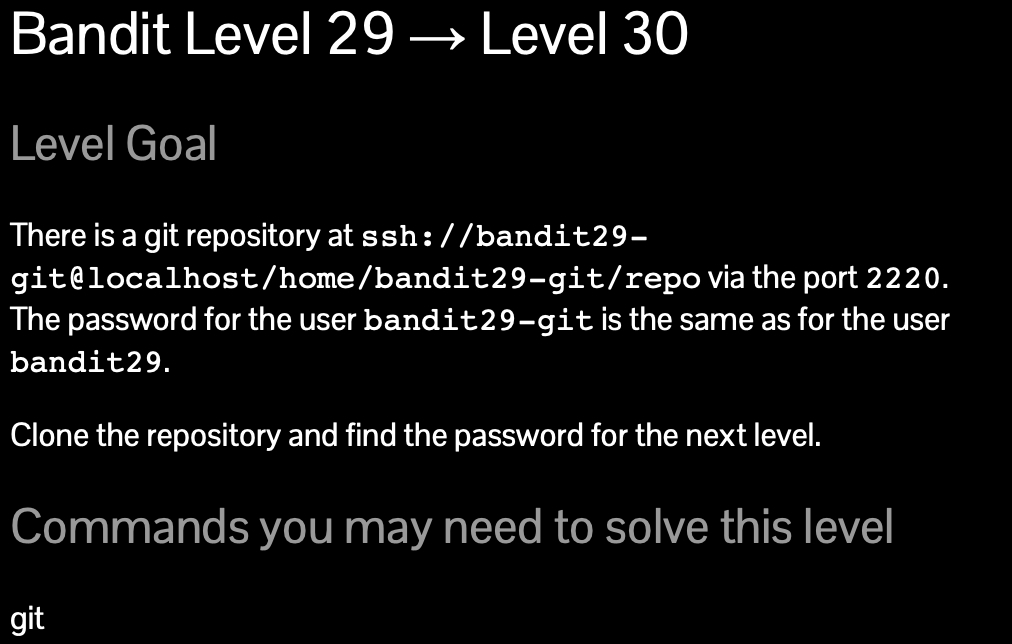 Bandit Level 29 → Level 30
Level Goal
There is a git repository at ssh://bandit29-
git@localhost/home/bandit29-git/repo via the port 2220.
The password for the user bandit29-git is the same as for the user
bandit29.
Clone the repository and find the password for the next level.
Commands you may need to solve this level
git